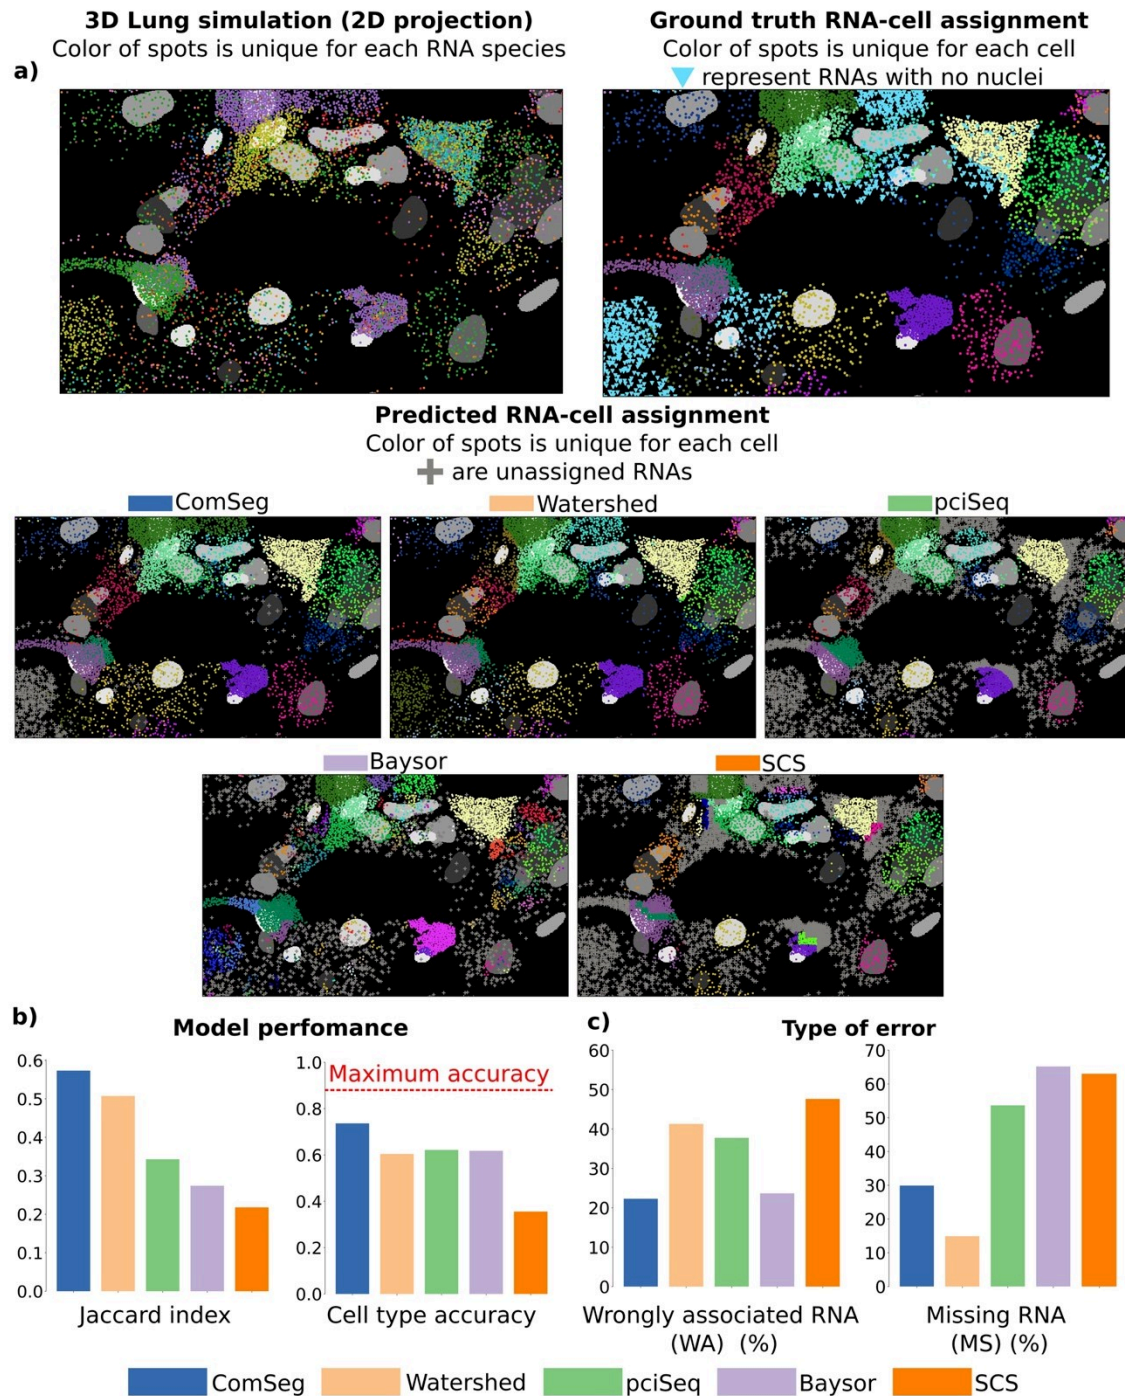 3D Lung simulation (2D projection)
Color of spots is unique for each RNA species
Ground truth RNA-cell assignment
Color of spots is unique for each cell
represent RNAs with no nuclei
a)
Predicted RNA-cell assignment
Color of spots is unique for each cell
are unassigned RNAs
ComSeg
Watershed
pciSeq
Baysor
SCS
b)
Model perfomance
0.6
0.5
0.4
0.3
0.2
0.1
0.0
Jaccard index
1.0
0.8
0.6
0.4
0.2
0.0
Maximum accuracy
Cell type accuracy
c)
Type of error
60
50
40
30
20
10
0
Wrongly associated RNA
(WA) (%)
70
60
50
40
30
20
10
0
Missing RNA
(MS) (%)
ComSeg
Watershed
pciSeq
Baysor
SCS